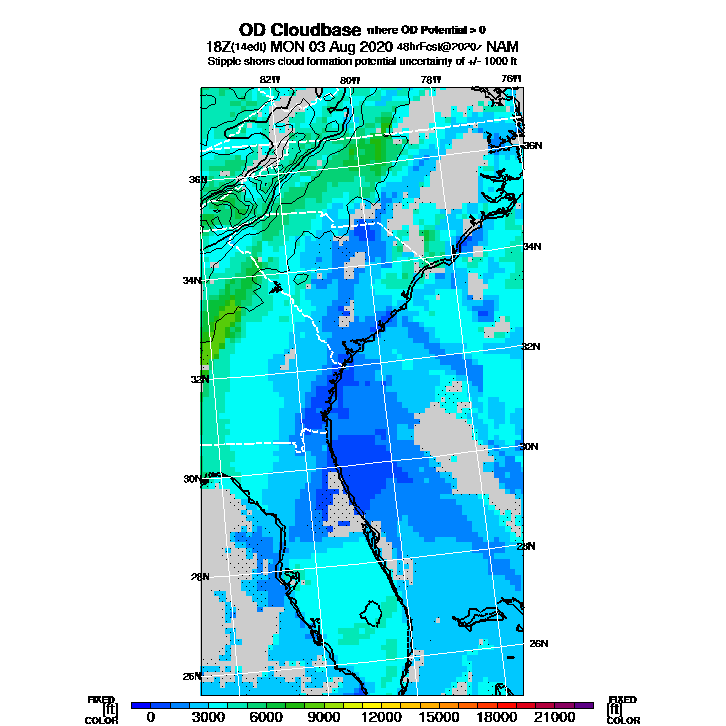 OD Cloudbase where OD Potential > 0
18Z(14edt) MON 03 Aug 2020 NAM
Stipple shows cloud formation potential uncertainty of +/- 1000 ft
82W 80W 78W 76W
36N
36N
34N
34N
32N
32N
30N
30N
28N
28N
26N
26N
FIXED FIXED
[ft] 0 3000 6000 9000 12000 15000 18000 21000 [ft]
COLOR COLOR